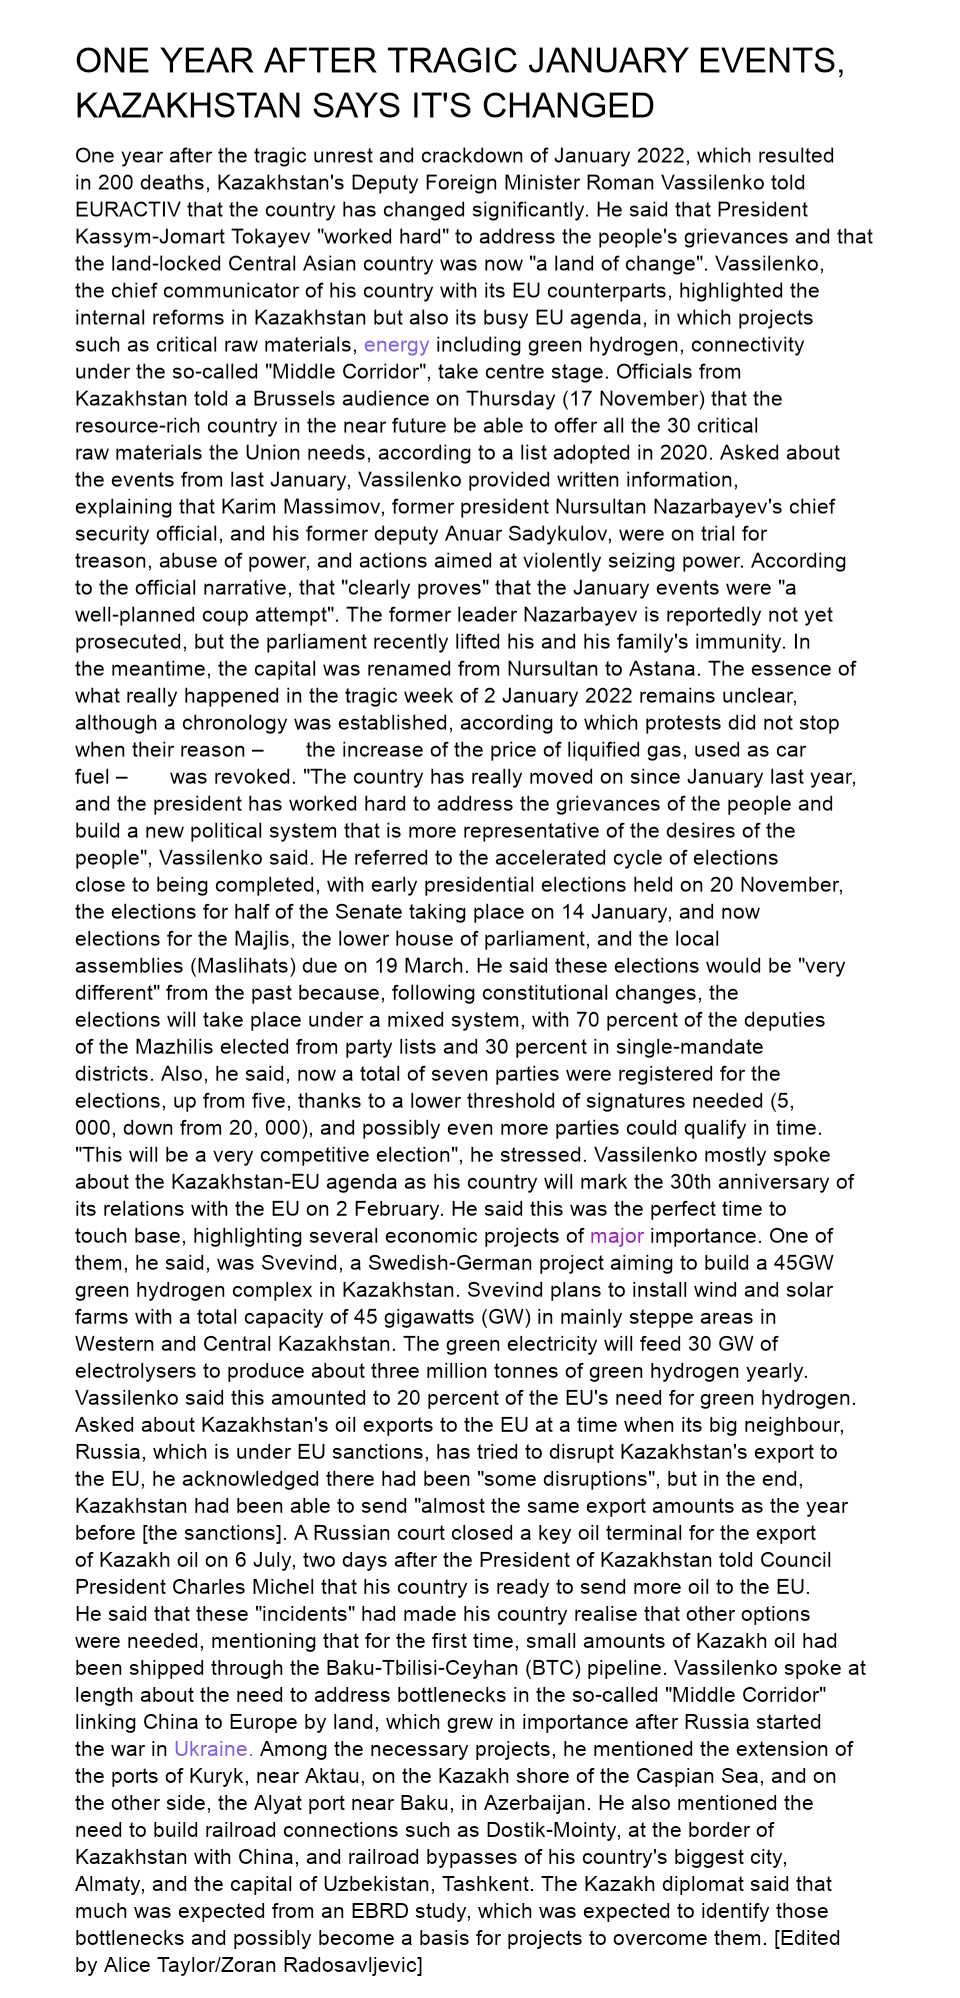 ONE YEAR AFTER TRAGIC JANUARY EVENTS,
KAZAKHSTAN SAYS IT'S CHANGED
One year after the tragic unrest and crackdown of January 2022, which resulted
in 200 deaths, Kazakhstan's Deputy Foreign Minister Roman Vassilenko told
EURACTIV that the country has changed significantly. He said that President
Kassym-Jomart Tokayev "worked hard" to address the people's grievances and that
the land-locked Central Asian country was now "a land of change". Vassilenko,
the chief communicator of his country with its EU counterparts, highlighted the
internal reforms in Kazakhstan but also its busy EU agenda, in which projects
such as critical raw materials, energy including green hydrogen, connectivity
under the so-called "Middle Corridor", take centre stage. Officials from
Kazakhstan told a Brussels audience on Thursday (17 November) that the
resource-rich country in the near future be able to offer all the 30 critical
raw materials the Union needs, according to a list adopted in 2020. Asked about
the events from last January, Vassilenko provided written information,
explaining that Karim Massimov, former president Nursultan Nazarbayev's chief
security official, and his former deputy Anuar Sadykulov, were on trial for
treason, abuse of power, and actions aimed at violently seizing power. According
to the official narrative, that "clearly proves" that the January events were "a
well-planned coup attempt". The former leader Nazarbayev is reportedly not yet
prosecuted, but the parliament recently lifted his and his family's immunity. In
the meantime, the capital was renamed from Nursultan to Astana. The essence of
what really happened in the tragic week of 2 January 2022 remains unclear,
although a chronology was established, according to which protests did not stop
when their reason – the increase of the price of liquified gas, used as car
fuel – was revoked. "The country has really moved on since January last year,
and the president has worked hard to address the grievances of the people and
build a new political system that is more representative of the desires of the
people", Vassilenko said. He referred to the accelerated cycle of elections
close to being completed, with early presidential elections held on 20 November,
the elections for half of the Senate taking place on 14 January, and now
elections for the Majlis, the lower house of parliament, and the local
assemblies (Maslihats) due on 19 March. He said these elections would be "very
different" from the past because, following constitutional changes, the
elections will take place under a mixed system, with 70 percent of the deputies
of the Mazhilis elected from party lists and 30 percent in single-mandate
districts. Also, he said, now a total of seven parties were registered for the
elections, up from five, thanks to a lower threshold of signatures needed (5,
000, down from 20, 000), and possibly even more parties could qualify in time.
"This will be a very competitive election", he stressed. Vassilenko mostly spoke
about the Kazakhstan-EU agenda as his country will mark the 30th anniversary of
its relations with the EU on 2 February. He said this was the perfect time to
touch base, highlighting several economic projects of major importance. One of
them, he said, was Svevind, a Swedish-German project aiming to build a 45GW
green hydrogen complex in Kazakhstan. Svevind plans to install wind and solar
farms with a total capacity of 45 gigawatts (GW) in mainly steppe areas in
Western and Central Kazakhstan. The green electricity will feed 30 GW of
electrolysers to produce about three million tonnes of green hydrogen yearly.
Vassilenko said this amounted to 20 percent of the EU's need for green hydrogen.
Asked about Kazakhstan's oil exports to the EU at a time when its big neighbour,
Russia, which is under EU sanctions, has tried to disrupt Kazakhstan's export to
the EU, he acknowledged there had been "some disruptions", but in the end,
Kazakhstan had been able to send "almost the same export amounts as the year
before [the sanctions]. A Russian court closed a key oil terminal for the export
of Kazakh oil on 6 July, two days after the President of Kazakhstan told Council
President Charles Michel that his country is ready to send more oil to the EU.
He said that these "incidents" had made his country realise that other options
were needed, mentioning that for the first time, small amounts of Kazakh oil had
been shipped through the Baku-Tbilisi-Ceyhan (BTC) pipeline. Vassilenko spoke at
length about the need to address bottlenecks in the so-called "Middle Corridor"
linking China to Europe by land, which grew in importance after Russia started
the war in Ukraine. Among the necessary projects, he mentioned the extension of
the ports of Kuryk, near Aktau, on the Kazakh shore of the Caspian Sea, and on
the other side, the Alyat port near Baku, in Azerbaijan. He also mentioned the
need to build railroad connections such as Dostik-Mointy, at the border of
Kazakhstan with China, and railroad bypasses of his country's biggest city,
Almaty, and the capital of Uzbekistan, Tashkent. The Kazakh diplomat said that
much was expected from an EBRD study, which was expected to identify those
bottlenecks and possibly become a basis for projects to overcome them. [Edited
by Alice Taylor/Zoran Radosavljevic]